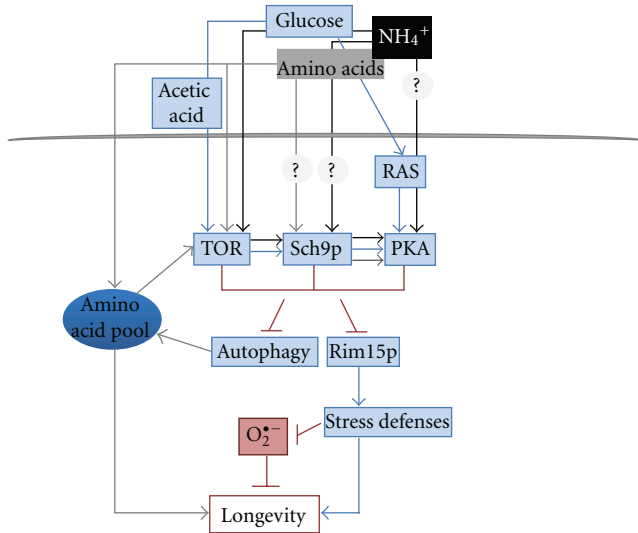 Glucose
NH₄⁺
Amino acids
?
Acetic
acid
?
?
RAS
TOR
Sch9p
PKA
Amino
acid pool
Autophagy
Rim15p
Stress defenses
O₂•−
Longevity